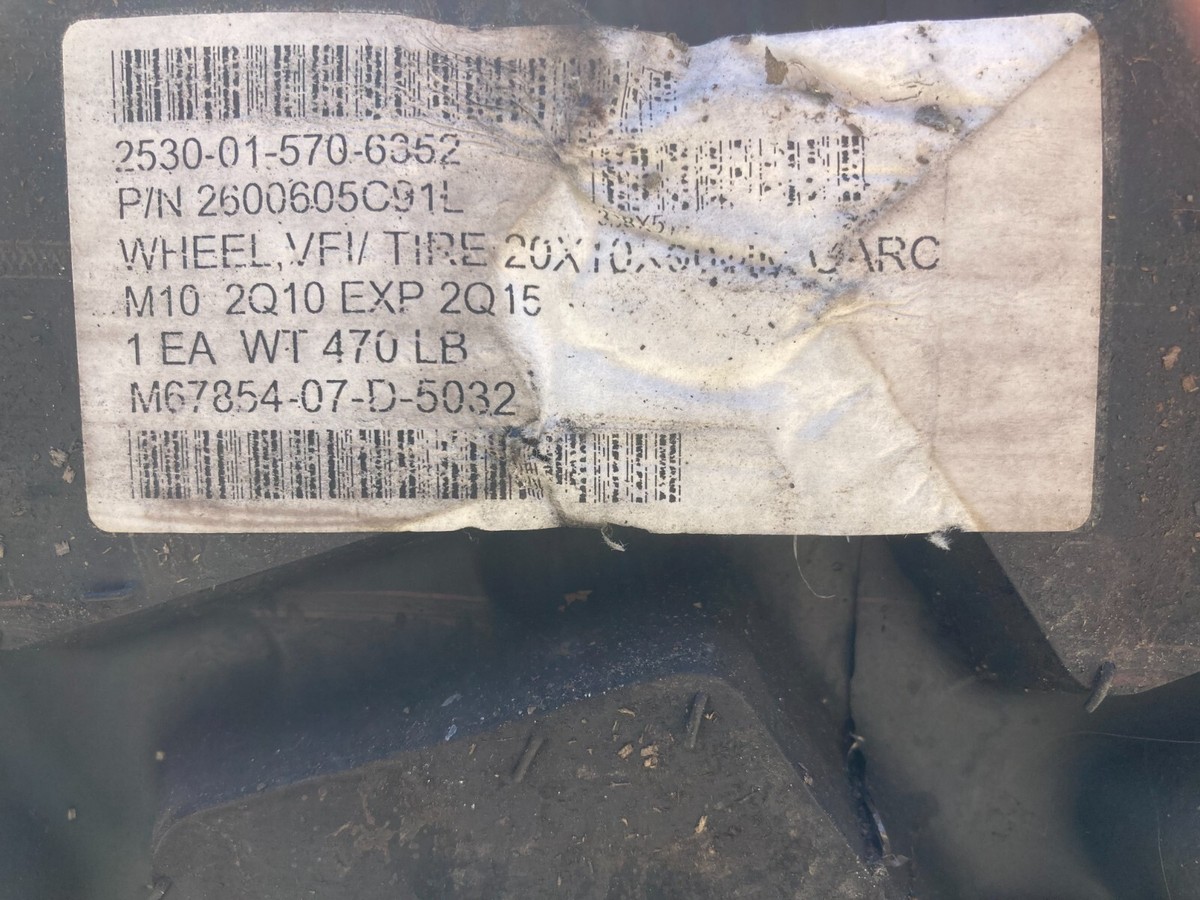 2530-01-570-6352
P/N 2600605C91L
WHEEL, TIRE CARC
M10 2Q10 EXP 2Q15
1 EA WT 470 LB
M67854-07-D-5032